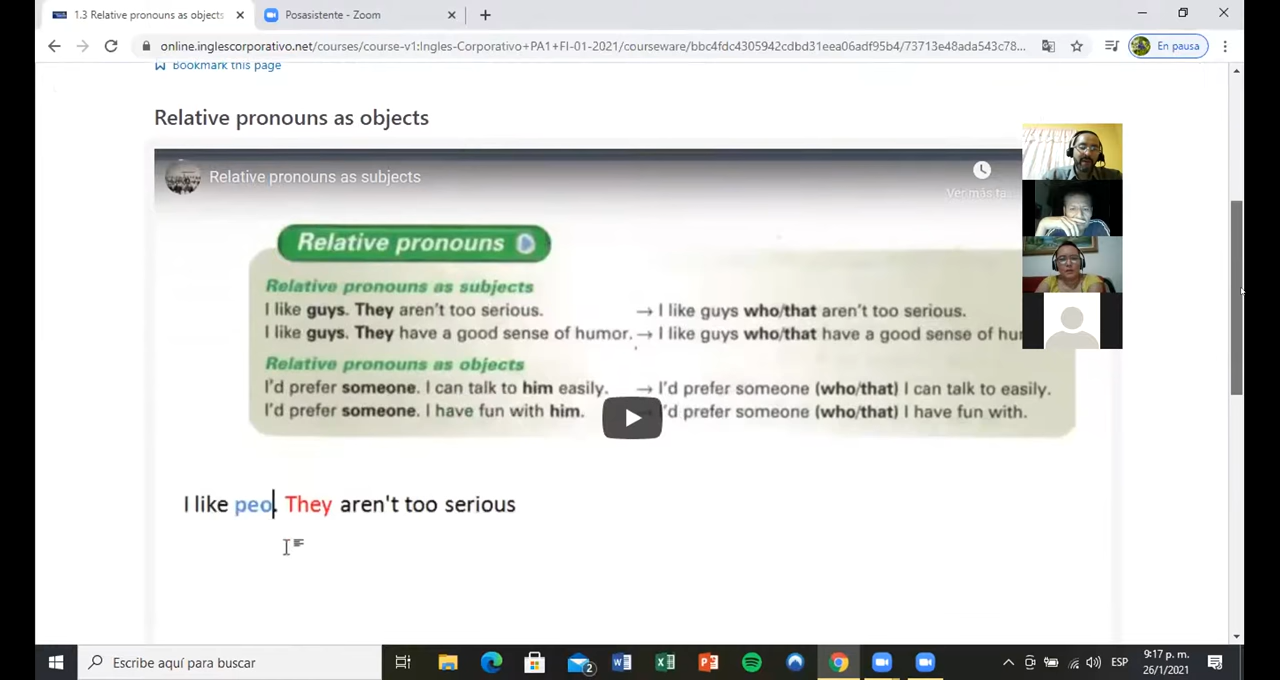 1.3 Relative pronouns as objects
Posasistente - Zoom
online.inglescorporativo.net/courses/course-v1:Ingles-Corporativo+PA1+FI-01-2021/courseware/bbc4fdc4305942cdbd31eea06adf95b4/73713e48ada543c78...
En pausa
Bookmark this page
Relative pronouns as objects
Relative pronouns as subjects
Ver más ta...
Relative pronouns
Relative pronouns as subjects
I like guys. They aren't too serious. → I like guys who/that aren't too serious.
I like guys. They have a good sense of humor. → I like guys who/that have a good sense of hu
Relative pronouns as objects
I'd prefer someone. I can talk to him easily. → I'd prefer someone (who/that) I can talk to easily.
I'd prefer someone. I have fun with him. 'd prefer someone (who/that) I have fun with.
I like peo. They aren't too serious
Escribe aquí para buscar
2
ESP
9:17 p. m.
26/1/2021